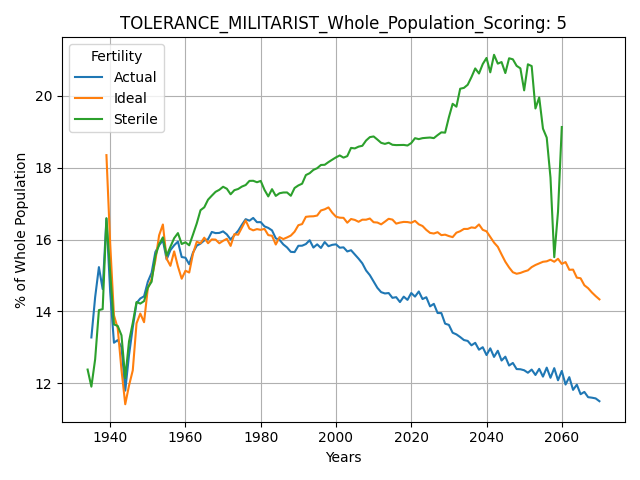 TOLERANCE_MILITARIST_Whole_Population_Scoring: 5
Fertility
Actual
Ideal
Sterile
% of Whole Population
20
18
16
14
12
1940 1960 1980 2000 2020 2040 2060
Years